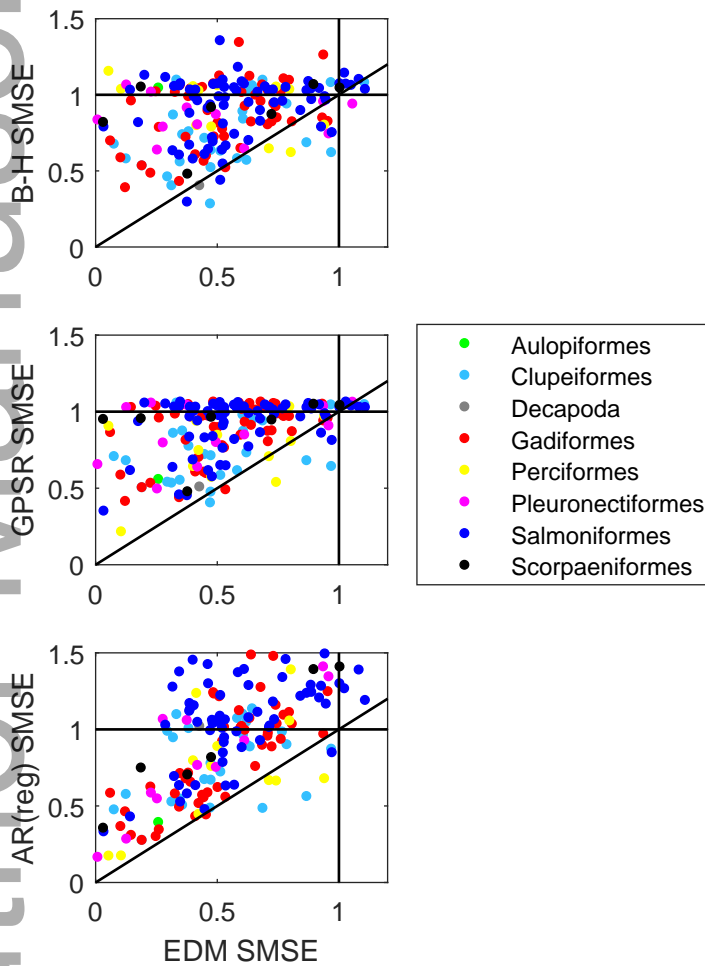 1.5
1
0.5
0
B-H SMSE
0 0.5 1
1.5
1
0.5
0
GPSR SMSE
0 0.5 1
Aulopiformes
Clupeiformes
Decapoda
Gadiformes
Perciformes
Pleuronectiformes
Salmoniformes
Scorpaeniformes
1.5
1
0.5
0
AR(reg) SMSE
0 0.5 1
EDM SMSE